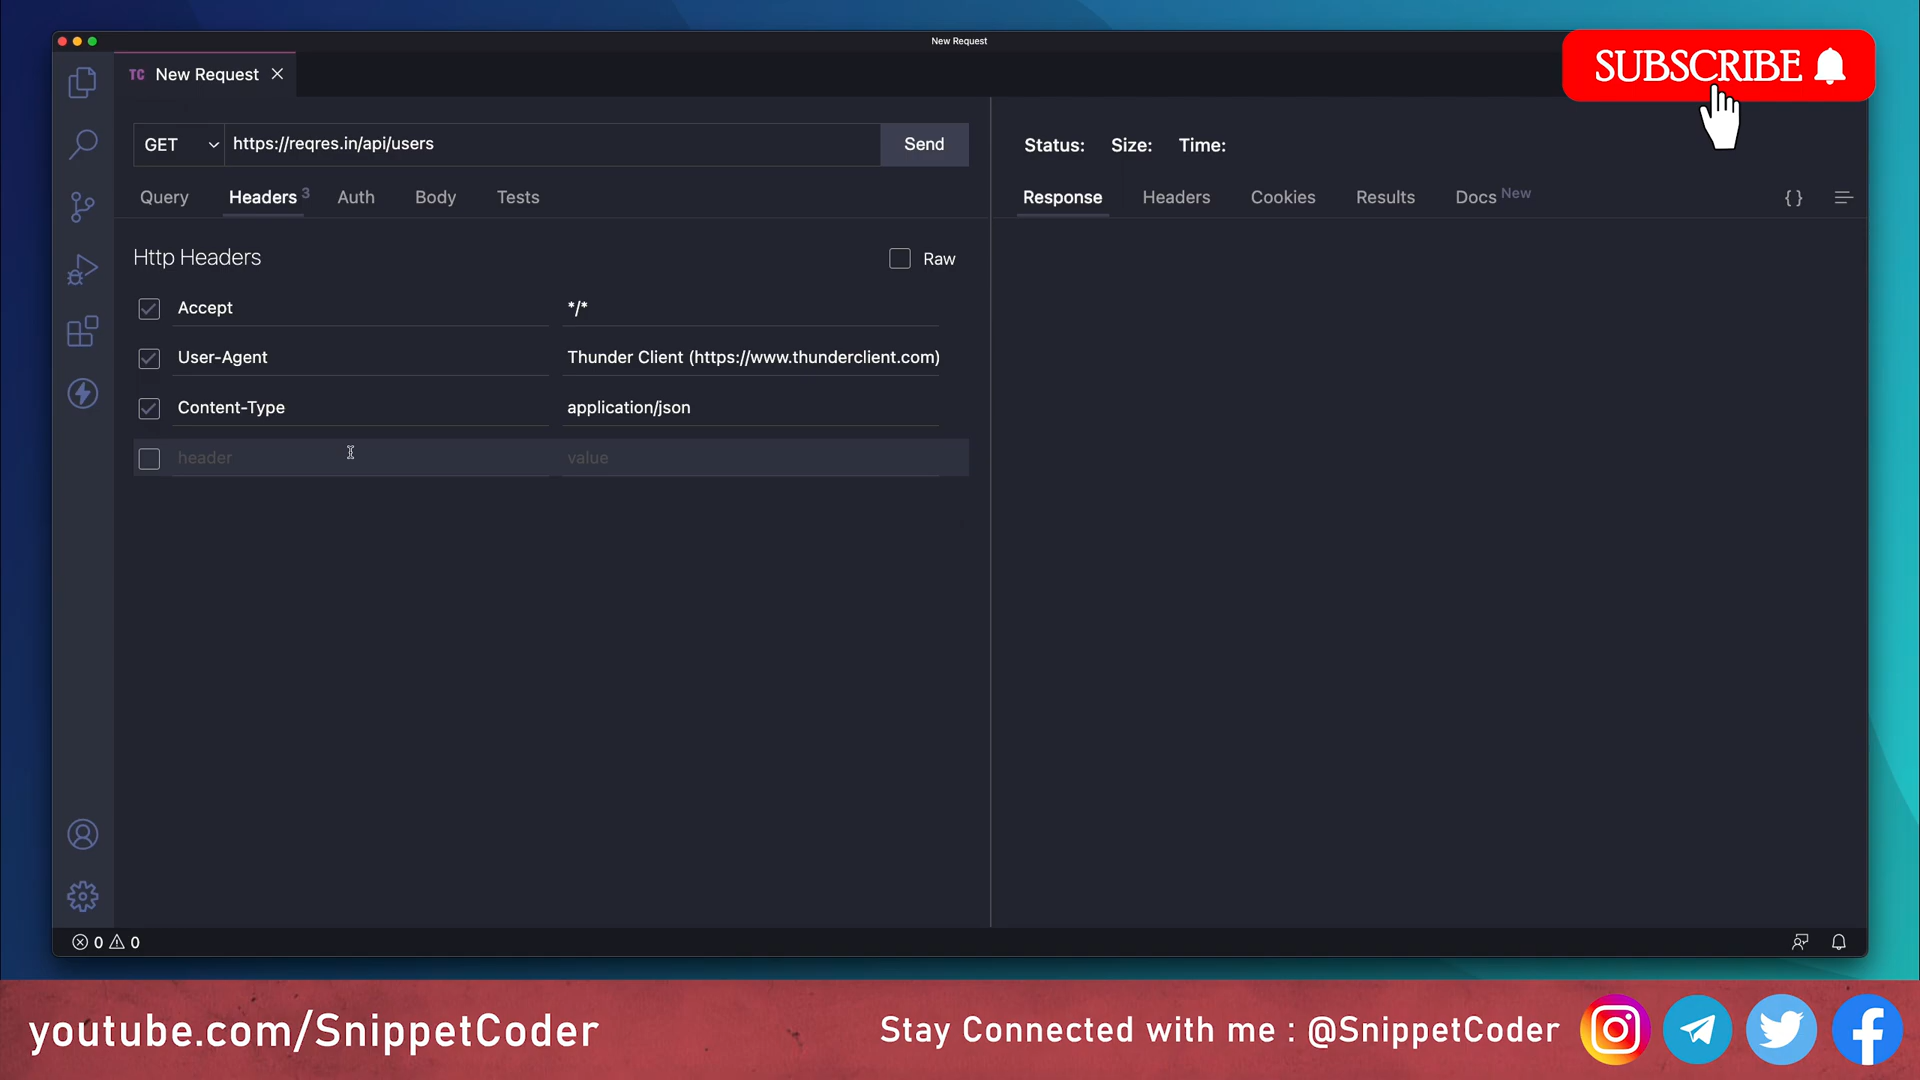 New Request
SUBSCRIBE
TC New Request
GET https://reqres.in/api/users Send
Status: Size: Time:
Query Headers 3 Auth Body Tests
Response Headers Cookies Results Docs New {}
Http Headers
Raw
Accept */*
User-Agent Thunder Client (https://www.thunderclient.com)
Content-Type application/json
header value
0 0
youtube.com/SnippetCoder
Stay Connected with me : @SnippetCoder